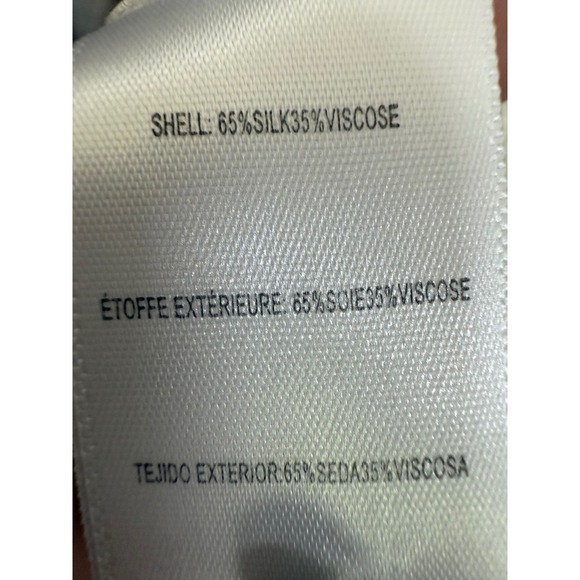 SHELL: 65%SILK35%VISCOSE
ÉTOFFE EXTÉRIEURE: 65%SOIE35%VISCOSE
TEJIDO EXTERIOR:65%SEDA35%VISCOSA